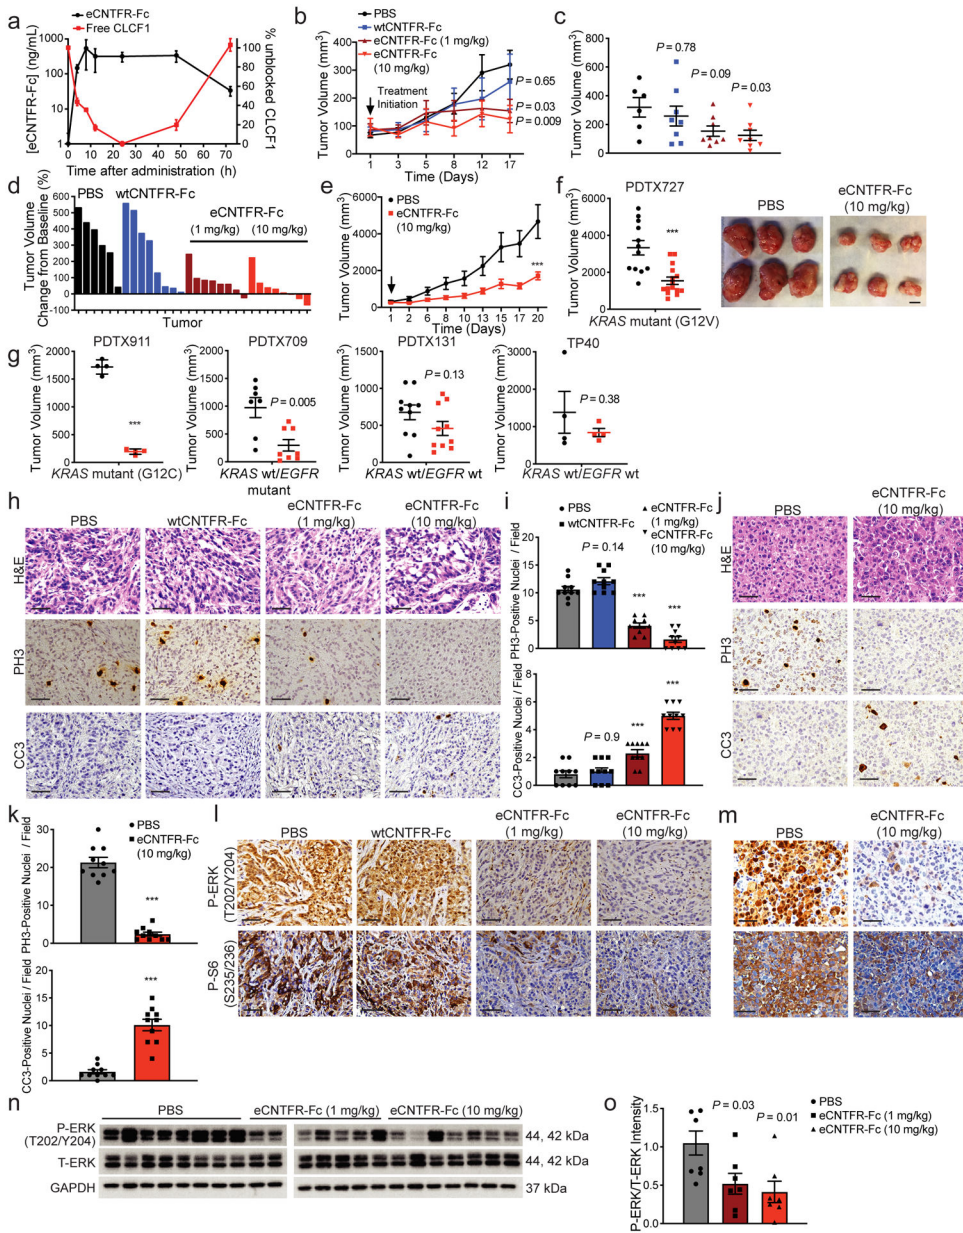 a
eCNTFR-Fc
Free CLCF1
[eCNTFR-Fc] (ng/mL)
1000
100
10
1
% unblocked CLCF1
100
80
60
40
20
0
0 20 40 60 80
Time after administration (h)
b
PBS
wtCNTFR-Fc
eCNTFR-Fc (1 mg/kg)
eCNTFR-Fc
(10 mg/kg)
Tumor Volume (mm3)
400
300
200
100
0
Treatment
Initiation
P = 0.65
P = 0.03
P = 0.009
1 3 5 8 12 17
Time (Days)
c
Tumor Volume (mm3)
800
600
400
200
0
P = 0.78
P = 0.09
P = 0.03
d
PBS wtCNTFR-Fc
eCNTFR-Fc
(1 mg/kg) (10 mg/kg)
Tumor Volume
Change from Baseline (%)
600
500
400
300
200
100
0
-100
Tumor
e
PBS
eCNTFR-Fc
(10 mg/kg)
Tumor Volume (mm3)
6000
4000
2000
0
***
1 2 6 8 10 13 15 17 20
Time (Days)
f
PDTX727
Tumor Volume (mm3)
6000
4000
2000
0
***
KRAS mutant (G12V)
PBS
eCNTFR-Fc
(10 mg/kg)
g
PDTX911
Tumor Volume (mm3)
2000
1500
1000
500
0
***
KRAS mutant (G12C)
PDTX709
Tumor Volume (mm3)
2000
1500
1000
500
0
P = 0.005
KRAS wt/EGFR
mutant
PDTX131
Tumor Volume (mm3)
1500
1000
500
0
P = 0.13
KRAS wt/EGFR wt
TP40
Tumor Volume (mm3)
3000
2000
1000
0
P = 0.38
KRAS wt/EGFR wt
h
PBS
wtCNTFR-Fc
eCNTFR-Fc
(1 mg/kg)
eCNTFR-Fc
(10 mg/kg)
H&E
PH3
CC3
i
PBS
wtCNTFR-Fc
eCNTFR-Fc
(1 mg/kg)
eCNTFR-Fc
(10 mg/kg)
PH3-Positive Nuclei / Field
20
15
10
5
0
P = 0.14
***
***
CC3-Positive Nuclei / Field
8
6
4
2
0
P = 0.9
***
***
j
PBS
eCNTFR-Fc
(10 mg/kg)
H&E
PH3
CC3
k
PBS
eCNTFR-Fc
(10 mg/kg)
PH3-Positive Nuclei / Field
30
20
10
0
***
CC3-Positive Nuclei / Field
20
15
10
5
0
***
l
PBS
wtCNTFR-Fc
eCNTFR-Fc
(1 mg/kg)
eCNTFR-Fc
(10 mg/kg)
P-ERK
(T202/Y204)
P-S6
(S235/236)
m
PBS
eCNTFR-Fc
(10 mg/kg)
n
PBS
eCNTFR-Fc (1 mg/kg)
eCNTFR-Fc (10 mg/kg)
P-ERK
(T202/Y204)
44, 42 kDa
T-ERK
44, 42 kDa
GAPDH
37 kDa
o
PBS
eCNTFR-Fc (1 mg/kg)
eCNTFR-Fc (10 mg/kg)
P-ERK/T-ERK Intensity
1.5
1.0
0.5
0.0
P = 0.03
P = 0.01